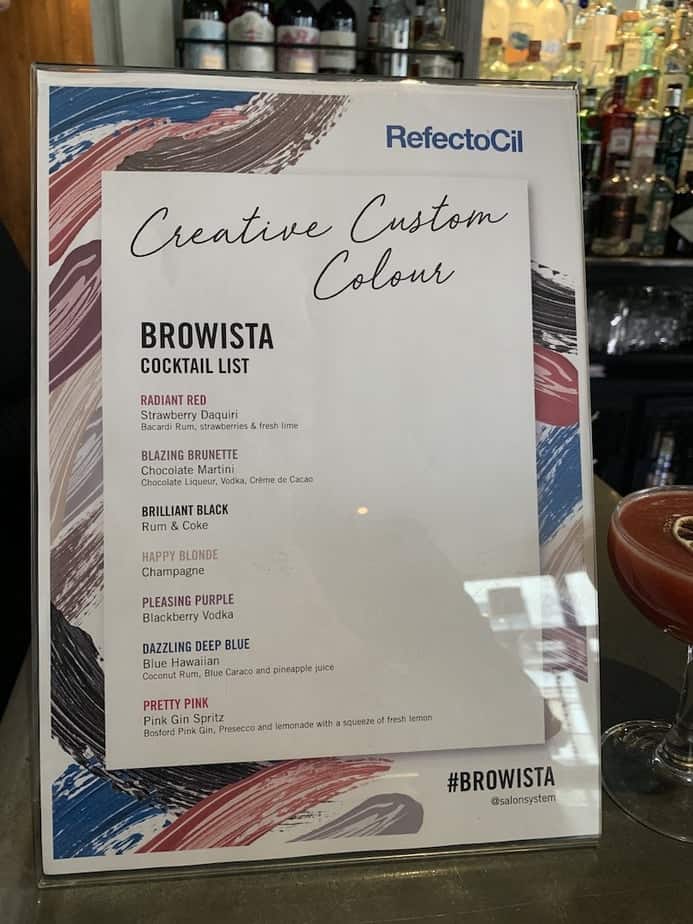 RefectoCil
Creative Custom
Colour
BROWISTA
COCKTAIL LIST
RADIANT RED
Strawberry Daquiri
Bacardi Rum, strawberries & fresh lime
BLAZING BRUNETTE
Chocolate Martini
Chocolate Liqueur, Vodka, Crème de Cacao
BRILLIANT BLACK
Rum & Coke
HAPPY BLONDE
Champagne
PLEASING PURPLE
Blackberry Vodka
DAZZLING DEEP BLUE
Blue Hawaiian
Coconut Rum, Blue Caraco and pineapple juice
PRETTY PINK
Pink Gin Spritz
Bosford Pink Gin, Presecco and lemonade with a squeeze of fresh lemon
#BROWISTA
@salonsystem